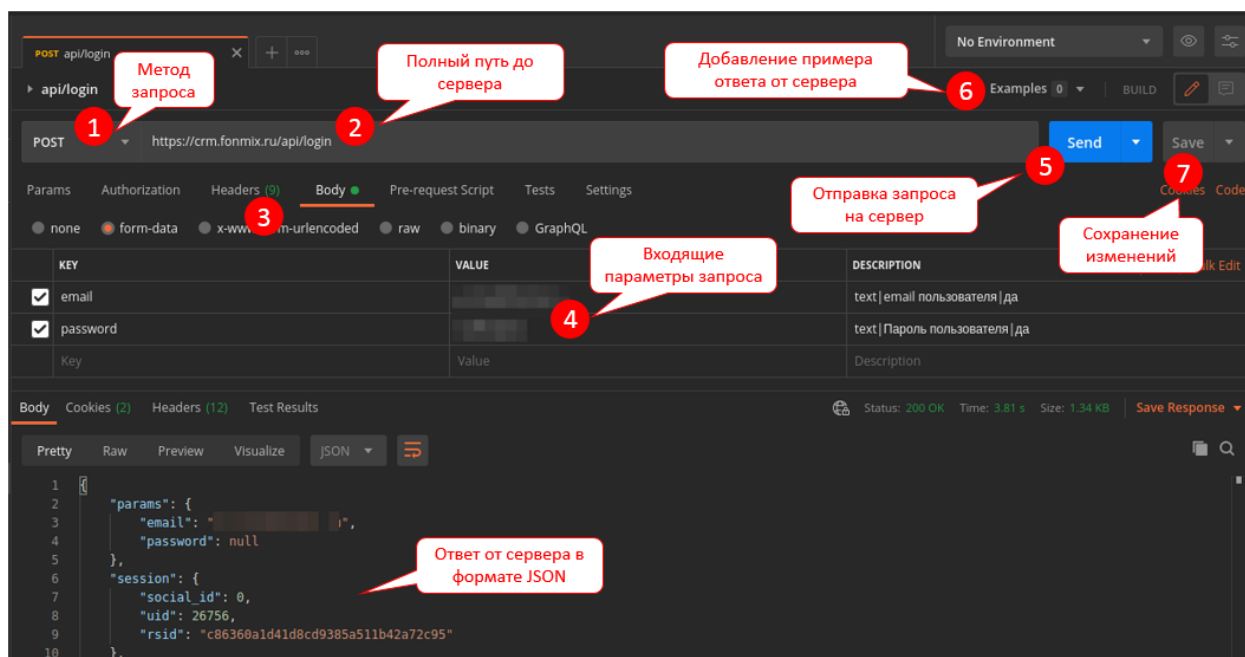 POST api/login
No Environment
Метод
запроса
Полный путь до
сервера
Добавление примера
ответа от сервера
api/login
6
Examples 0
BUILD
1
2
POST
https://crm.fonmix.ru/api/login
Send
Save
5
7
Params Authorization Headers (9) Body Pre-request Script Tests Settings
Cookies Code
Отправка запроса
на сервер
3
none form-data urlencoded raw binary GraphQL
Сохранение
изменений
Входящие
параметры запроса
KEY VALUE DESCRIPTION Edit
email text|email пользователя|да
4
password text|Пароль пользователя|да
Key Value Description
Body Cookies (2) Headers (12) Test Results
Status: 200 OK Time: 3.81 s Size: 1.34 KB Save Response
Pretty Raw Preview Visualize JSON
1 {
2 "params": {
3 "email": " ",
4 "password": null
5 },
6 "session": {
7 "social_id": 0,
8 "uid": 26756,
9 "rsid": "c86360a1d41d8cd9385a511b42a72c95"
10 },
Ответ от сервера в
формате JSON